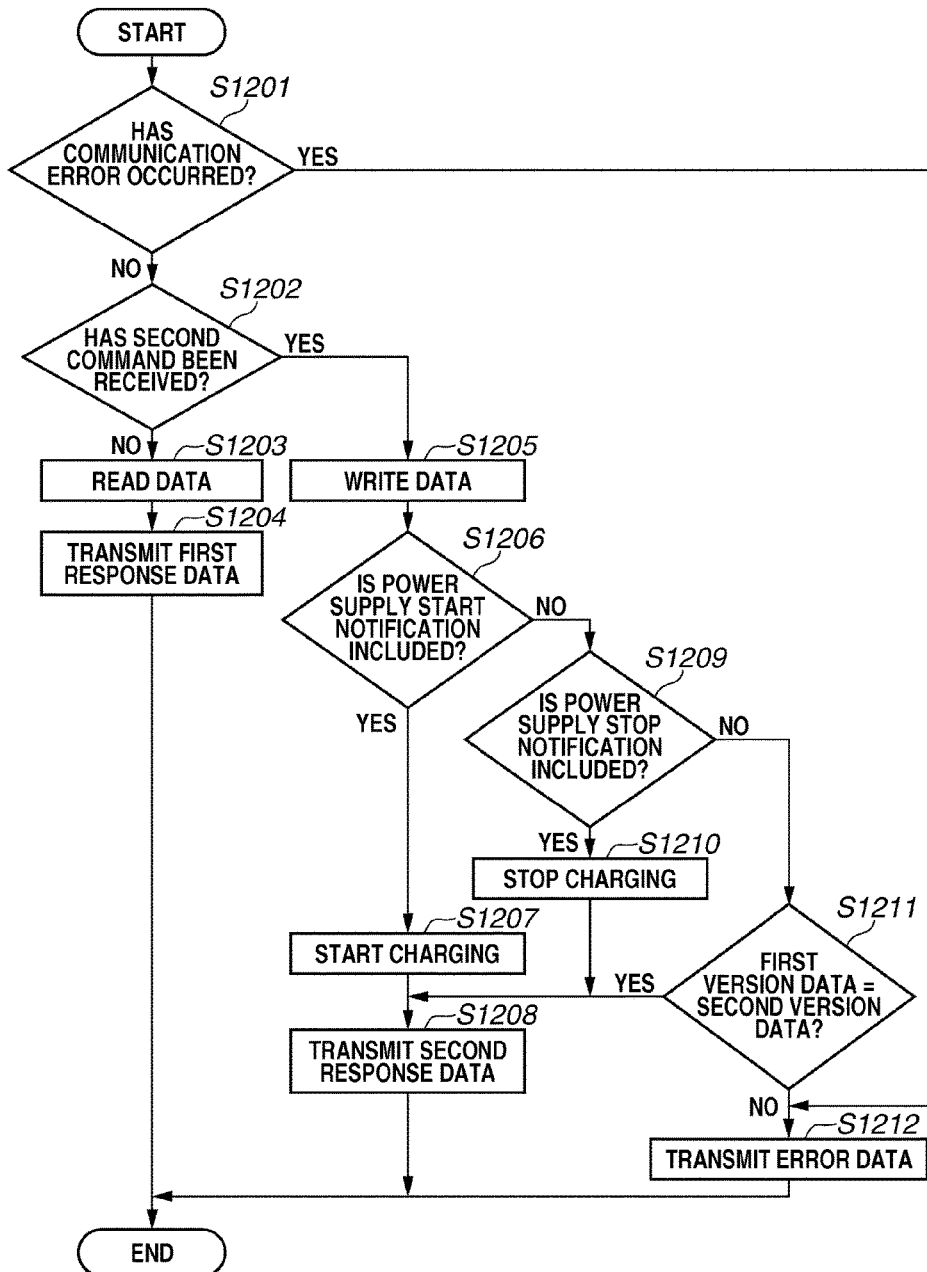 START
S1201
HAS
COMMUNICATION
ERROR OCCURRED?
YES
NO
S1202
HAS SECOND
COMMAND BEEN
RECEIVED?
YES
NO
S1203
READ DATA
S1204
TRANSMIT FIRST
RESPONSE DATA
S1205
WRITE DATA
S1206
IS POWER
SUPPLY START
NOTIFICATION
INCLUDED?
NO
YES
S1209
IS POWER
SUPPLY STOP
NOTIFICATION
INCLUDED?
NO
YES
S1210
STOP CHARGING
S1207
START CHARGING
S1211
FIRST
VERSION DATA =
SECOND VERSION
DATA?
YES
NO
S1208
TRANSMIT SECOND
RESPONSE DATA
S1212
TRANSMIT ERROR DATA
END